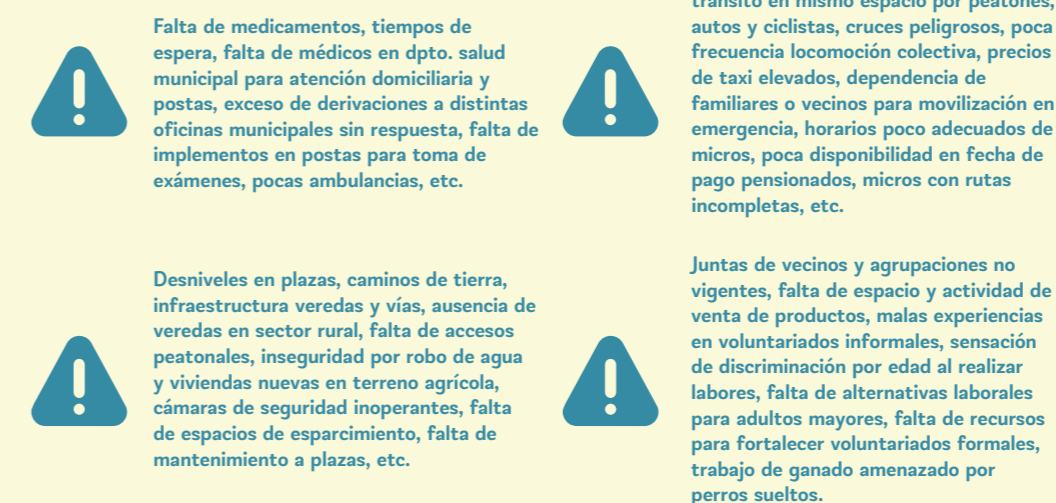 Falta de medicamentos, tiempos de
espera, falta de médicos en dpto. salud
municipal para atención domiciliaria y
postas, exceso de derivaciones a distintas
oficinas municipales sin respuesta, falta de
implementos en postas para toma de
exámenes, pocas ambulancias, etc.
tránsito en mismo espacio por peatones,
autos y ciclistas, cruces peligrosos, poca
frecuencia locomoción colectiva, precios
de taxi elevados, dependencia de
familiares o vecinos para movilización en
emergencia, horarios poco adecuados de
micros, poca disponibilidad en fecha de
pago pensionados, micros con rutas
incompletas, etc.
Desniveles en plazas, caminos de tierra,
infraestructura veredas y vías, ausencia de
veredas en sector rural, falta de accesos
peatonales, inseguridad por robo de agua
y viviendas nuevas en terreno agrícola,
cámaras de seguridad inoperantes, falta
de espacios de esparcimiento, falta de
mantenimiento a plazas, etc.
Juntas de vecinos y agrupaciones no
vigentes, falta de espacio y actividad de
venta de productos, malas experiencias
en voluntariados informales, sensación
de discriminación por edad al realizar
labores, falta de alternativas laborales
para adultos mayores, falta de recursos
para fortalecer voluntariados formales,
trabajo de ganado amenazado por
perros sueltos.